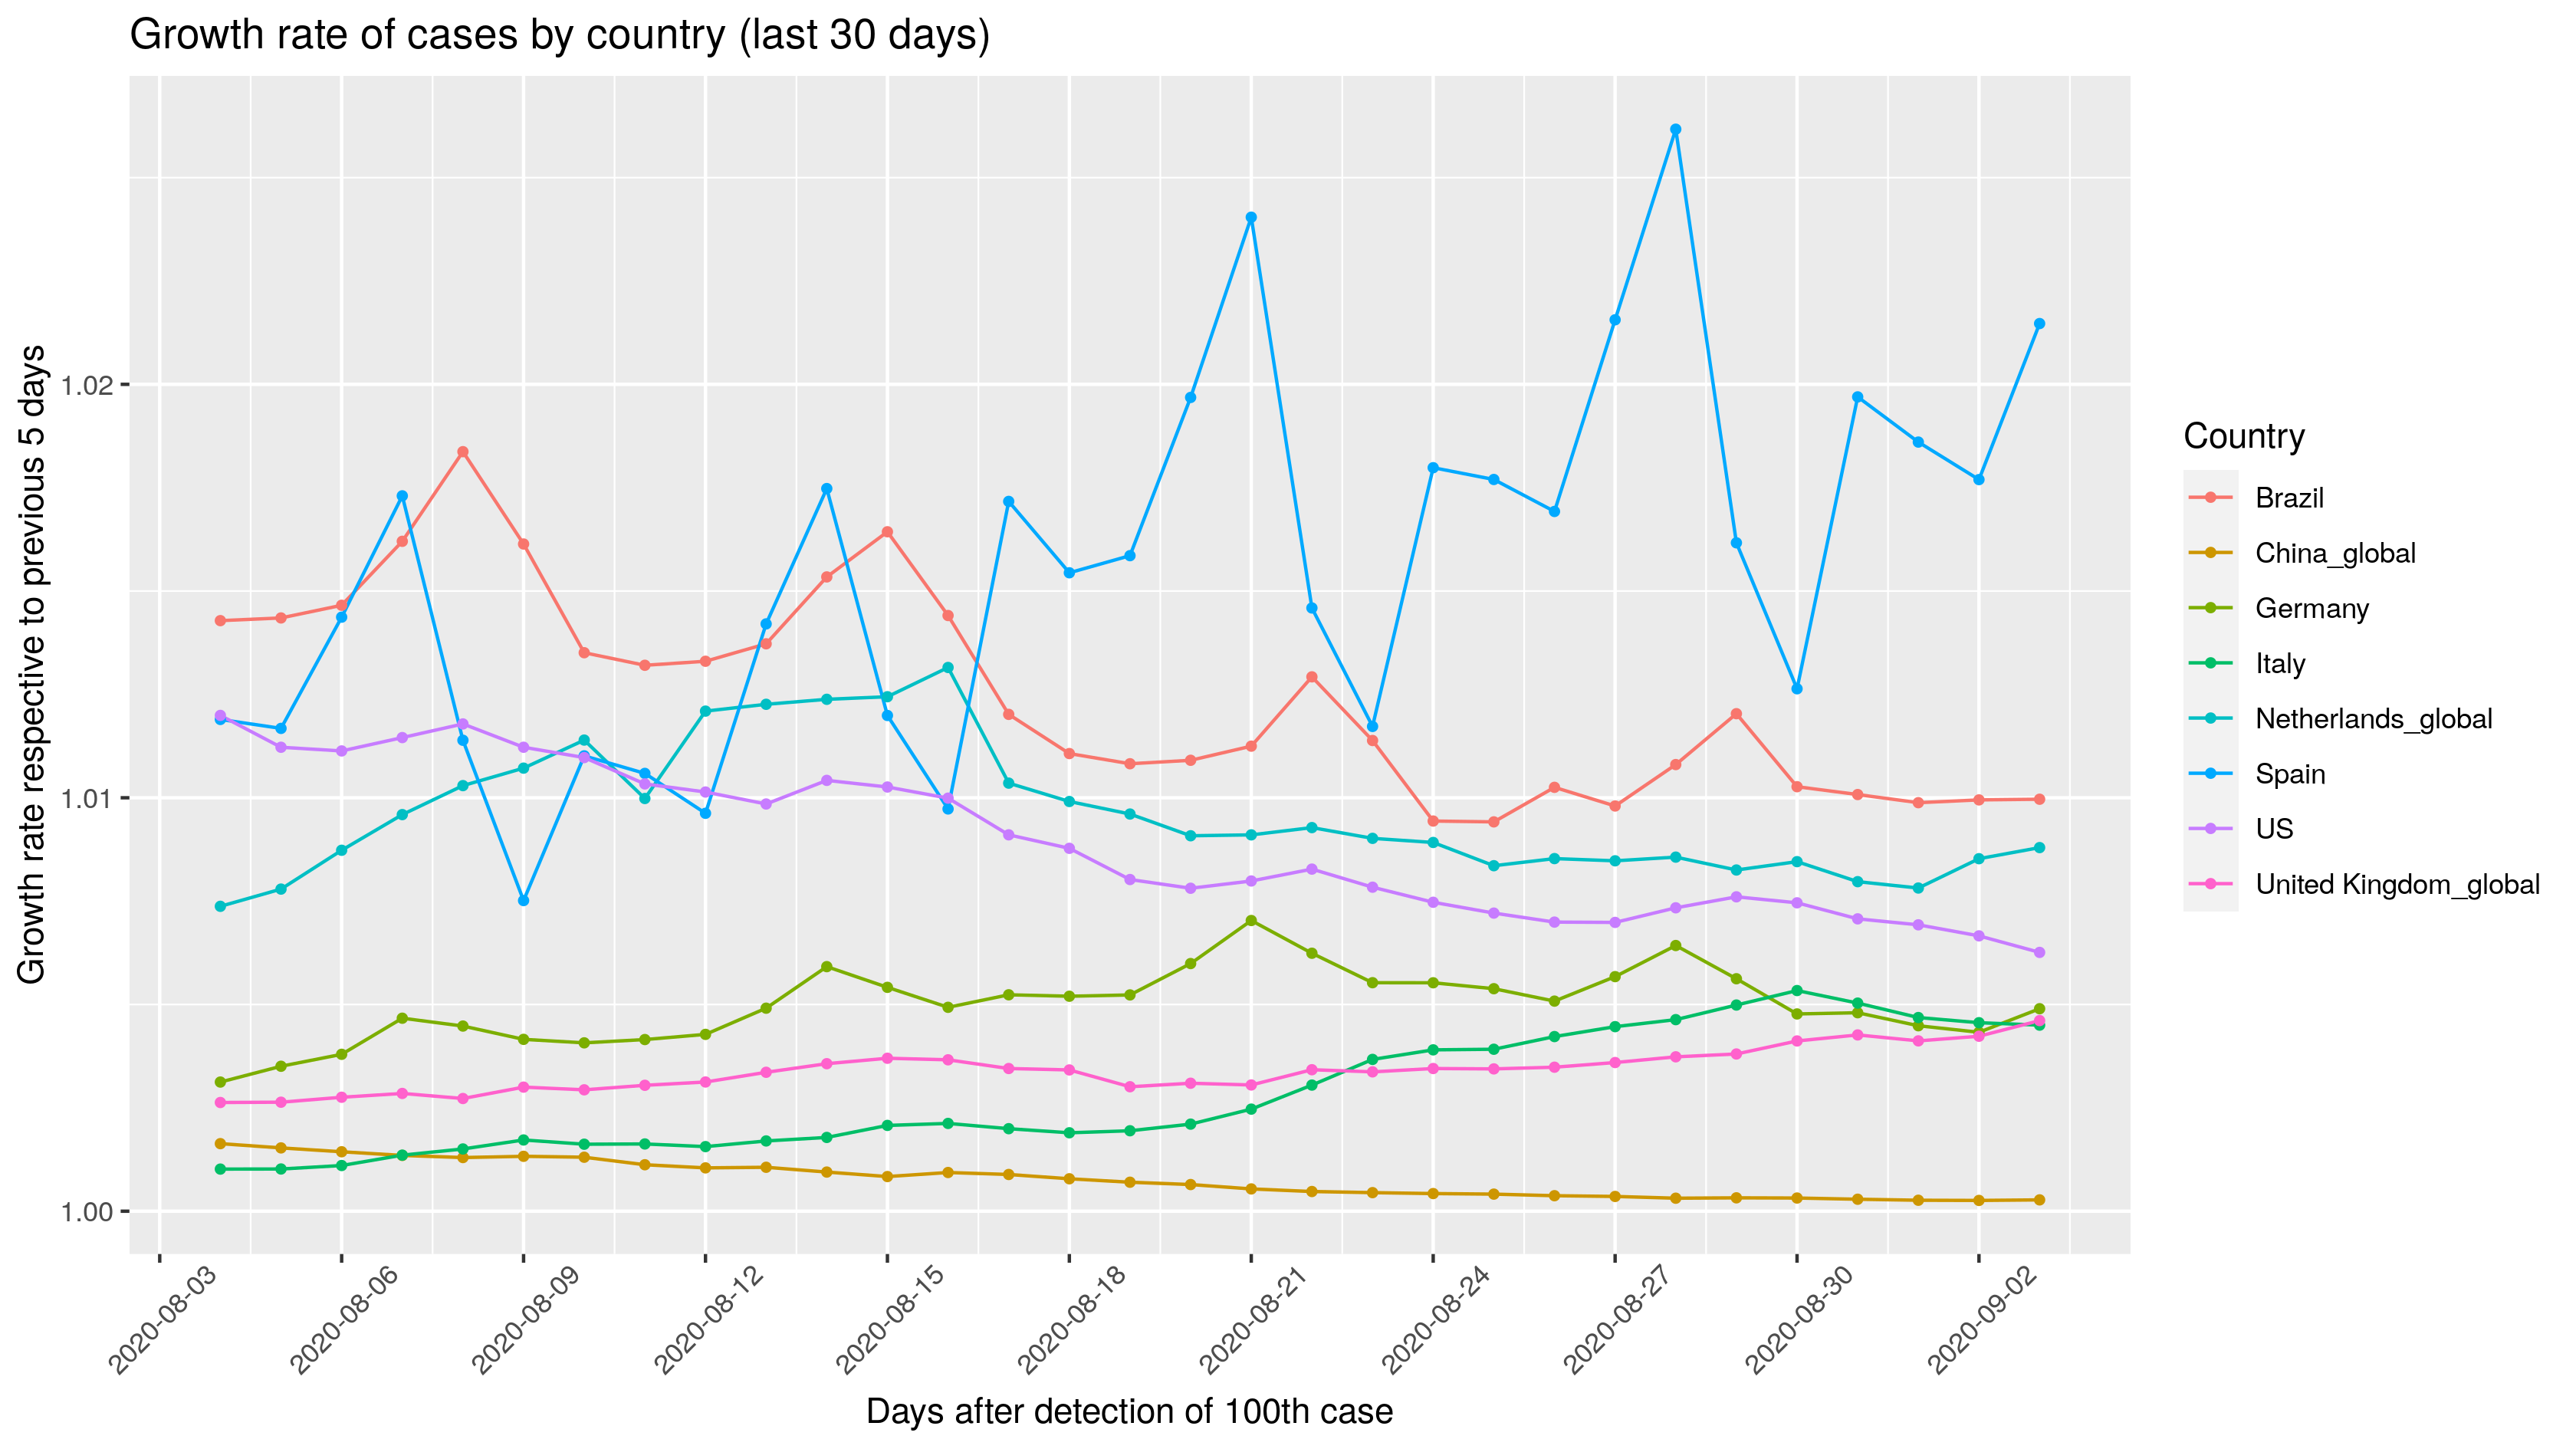 Growth rate of cases by country (last 30 days)
Growth rate respective to previous 5 days
1.02
1.01
1.00
2020-08-03
2020-08-06
2020-08-09
2020-08-12
2020-08-15
2020-08-18
2020-08-21
2020-08-24
2020-08-27
2020-08-30
2020-09-02
Days after detection of 100th case
Country
Brazil
China_global
Germany
Italy
Netherlands_global
Spain
US
United Kingdom_global